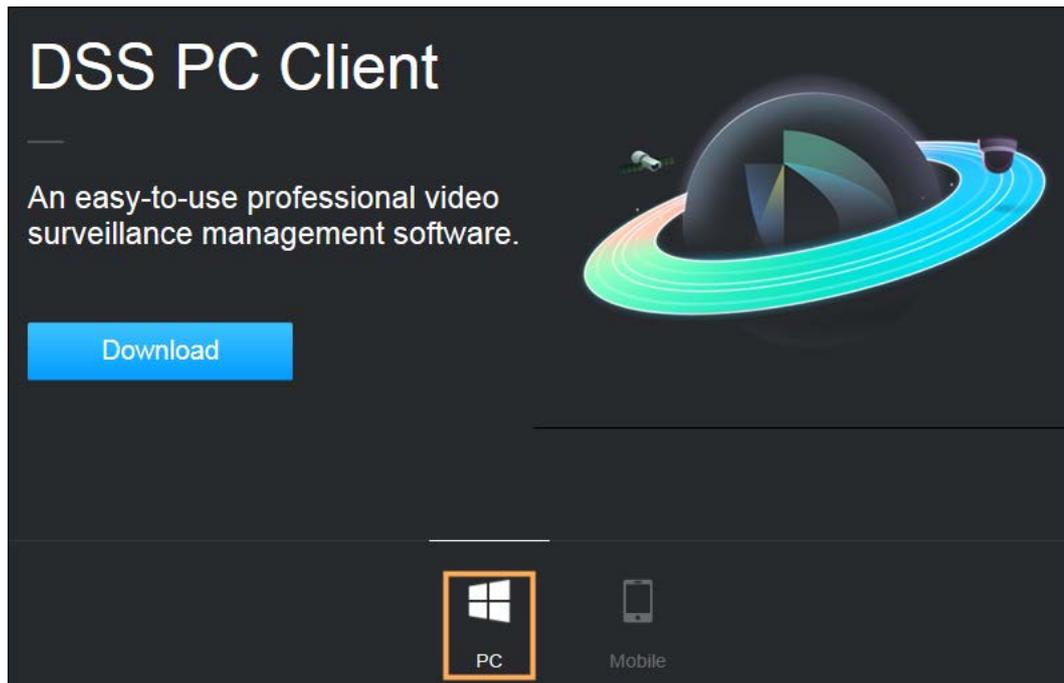 DSS PC Client
An easy-to-use professional video
surveillance management software.
Download
PC
Mobile